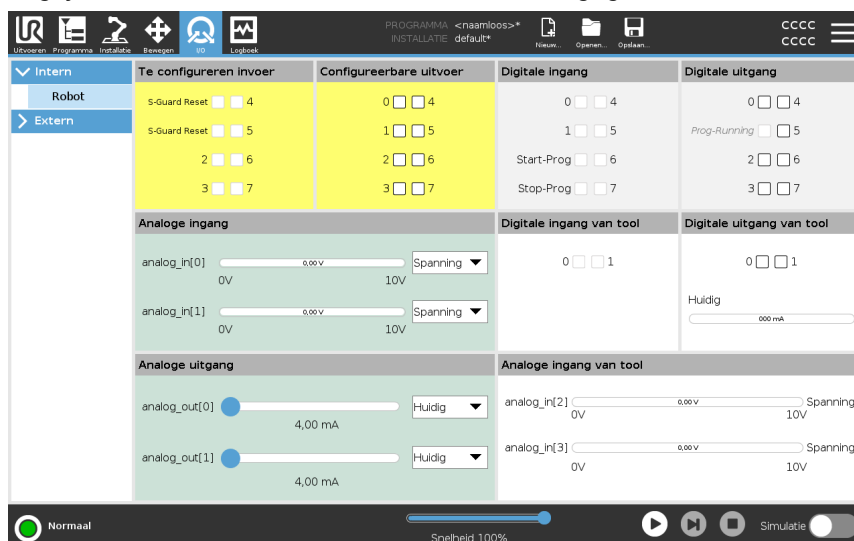 PROGRAMMA <naamloos>*
INSTALLATIE default*
Uitvoeren Programma Installatie Bewegen I/O Logboek Nieuw... Openen... Opslaan...
cccc
cccc
Intern
Robot
Extern
Te configureren invoer
S-Guard Reset 4
S-Guard Reset 5
2 6
3 7
Configureerbare uitvoer
0 4
1 5
2 6
3 7
Digitale ingang
0 4
1 5
Start-Prog 6
Stop-Prog 7
Digitale uitgang
0 4
Prog-Running 5
2 6
3 7
Analoge ingang
analog_in[0] 0,00 V Spanning
0V 10V
analog_in[1] 0,00 V Spanning
0V 10V
Digitale ingang van tool
0 1
Digitale uitgang van tool
0 1
Huidig
000 mA
Analoge uitgang
analog_out[0] Huidig
4,00 mA
analog_out[1] Huidig
4,00 mA
Analoge ingang van tool
analog_in[2] 0,00 V Spanning
0V 10V
analog_in[3] 0,00 V Spanning
0V 10V
Normaal
Snelheid 100%
Simulatie